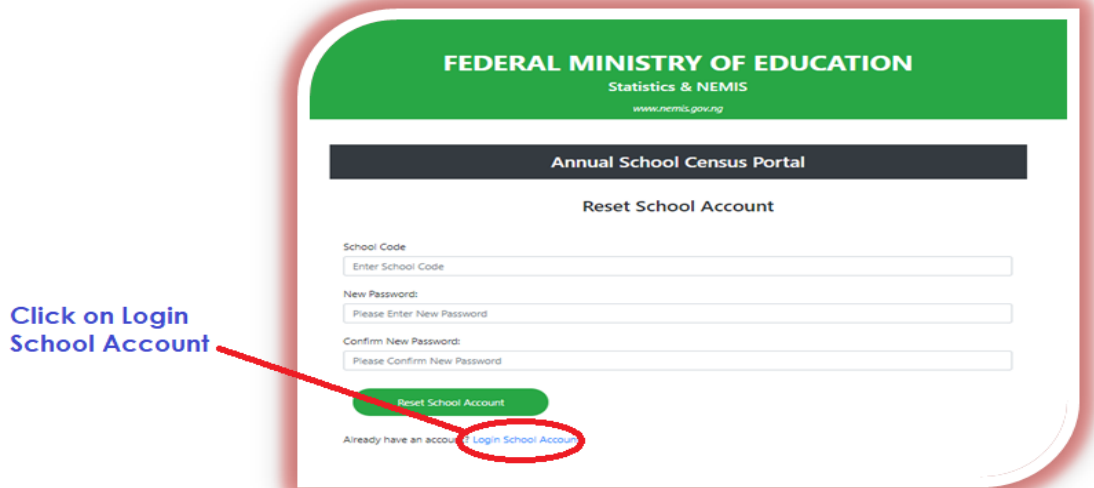 FEDERAL MINISTRY OF EDUCATION
Statistics & NEMIS
www.nemis.gov.ng
Annual School Census Portal
Reset School Account
School Code
Enter School Code
New Password:
Please Enter New Password
Confirm New Password:
Please Confirm New Password
Reset School Account
Already have an account? Login School Account
Click on Login
School Account